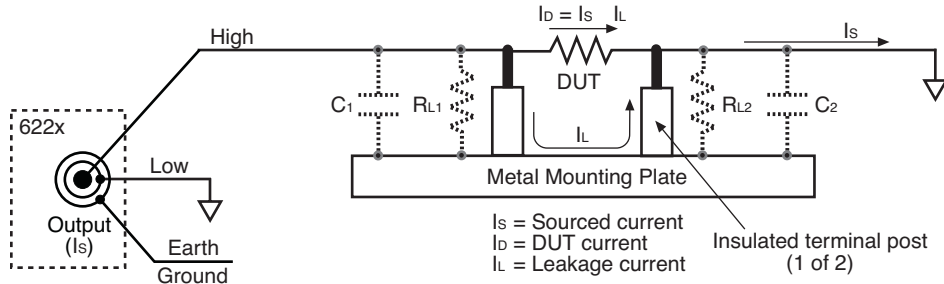 High
ID = IS IL
IS
DUT
C1
RL1
RL2
C2
IL
622x
Low
Metal Mounting Plate
Output
(IS)
Earth
Ground
IS = Sourced current
ID = DUT current
IL = Leakage current
Insulated terminal post
(1 of 2)